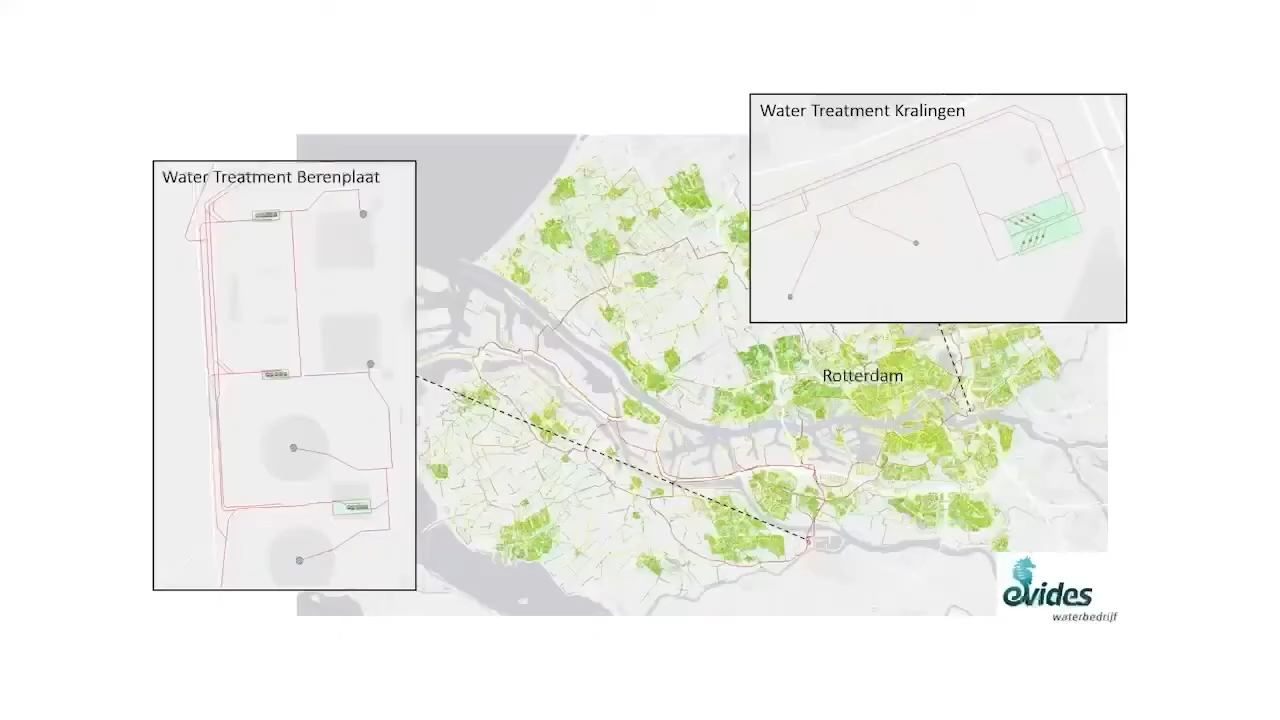 Water Treatment Kralingen
Water Treatment Berenplaat
Rotterdam
evides
waterbedrijf